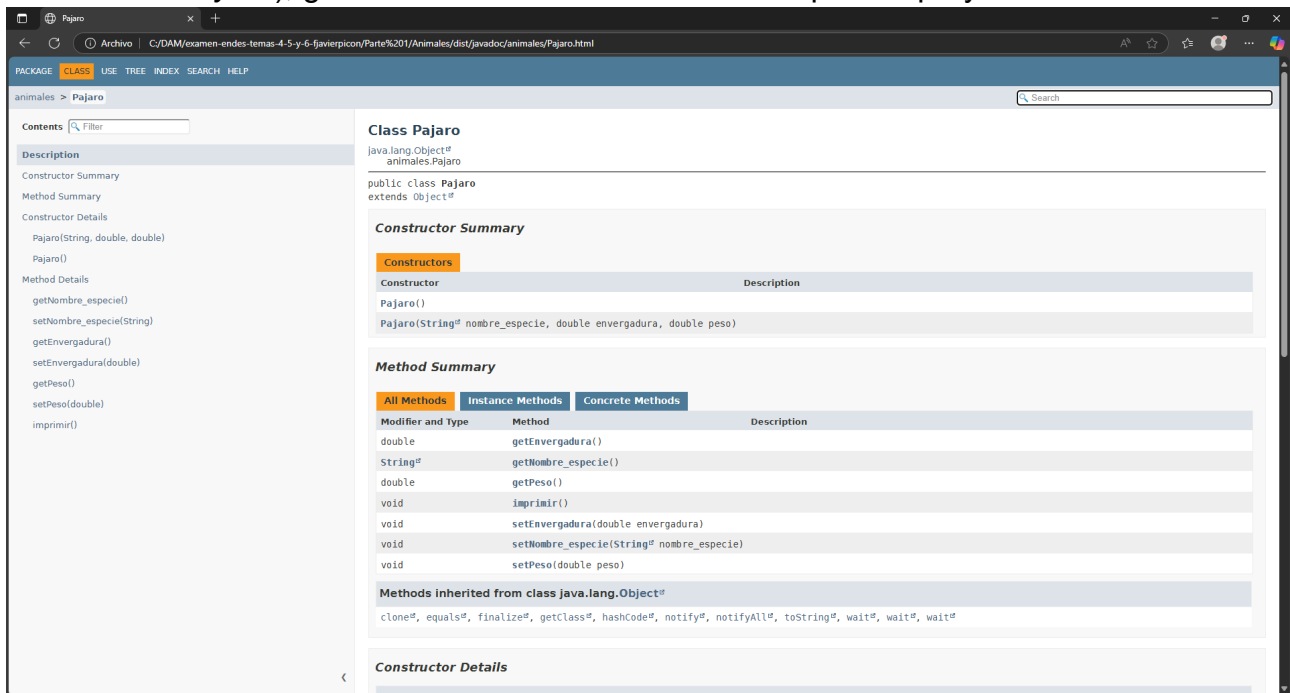 Pajaro
Archivo C:/DAM/examen-endes-temas-4-5-y-6-fjavierpicon/Parte%201/Animales/dist/javadoc/animales/Pajaro.html
PACKAGE CLASS USE TREE INDEX SEARCH HELP
animales > Pajaro
Search
Contents Filter
Description
Constructor Summary
Method Summary
Constructor Details
Pajaro(String, double, double)
Pajaro()
Method Details
getNombre_especie()
setNombre_especie(String)
getEnvergadura()
setEnvergadura(double)
getPeso()
setPeso(double)
imprimir()
Class Pajaro
java.lang.Object
animales.Pajaro
public class Pajaro
extends Object
Constructor Summary
Constructors
Constructor Description
Pajaro()
Pajaro(String nombre_especie, double envergadura, double peso)
Method Summary
All Methods Instance Methods Concrete Methods
Modifier and Type Method Description
double getEnvergadura()
String getNombre_especie()
double getPeso()
void imprimir()
void setEnvergadura(double envergadura)
void setNombre_especie(String nombre_especie)
void setPeso(double peso)
Methods inherited from class java.lang.Object
clone, equals, finalize, getClass, hashCode, notify, notifyAll, toString, wait, wait, wait
Constructor Details